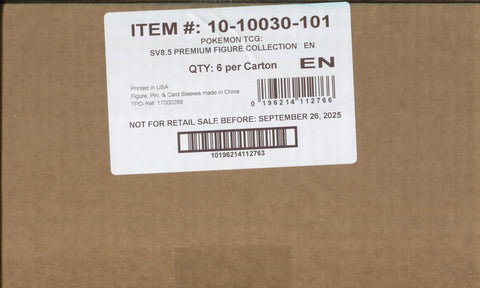 ITEM #: 10-10030-101
POKEMON TCG:
SV8.5 PREMIUM FIGURE COLLECTION EN
QTY: 6 per Carton EN
Printed in USA
Figure, Pin, & Card Sleeves made in China
TPCi Ref: 17000289
0 196214 112766
NOT FOR RETAIL SALE, BEFORE: SEPTEMBER 26, 2025
10196214112763